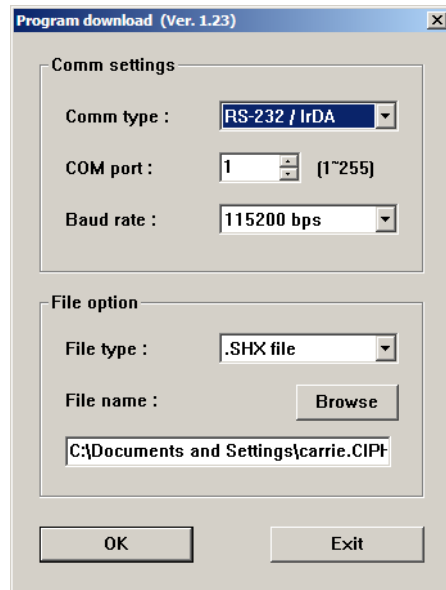 Program download (Ver. 1.23)
Comm settings
Comm type :
RS-232 / IrDA
COM port :
1
(1~255)
Baud rate :
115200 bps
File option
File type :
.SHX file
File name :
Browse
C:\Documents and Settings\carrie.CIPH
OK
Exit